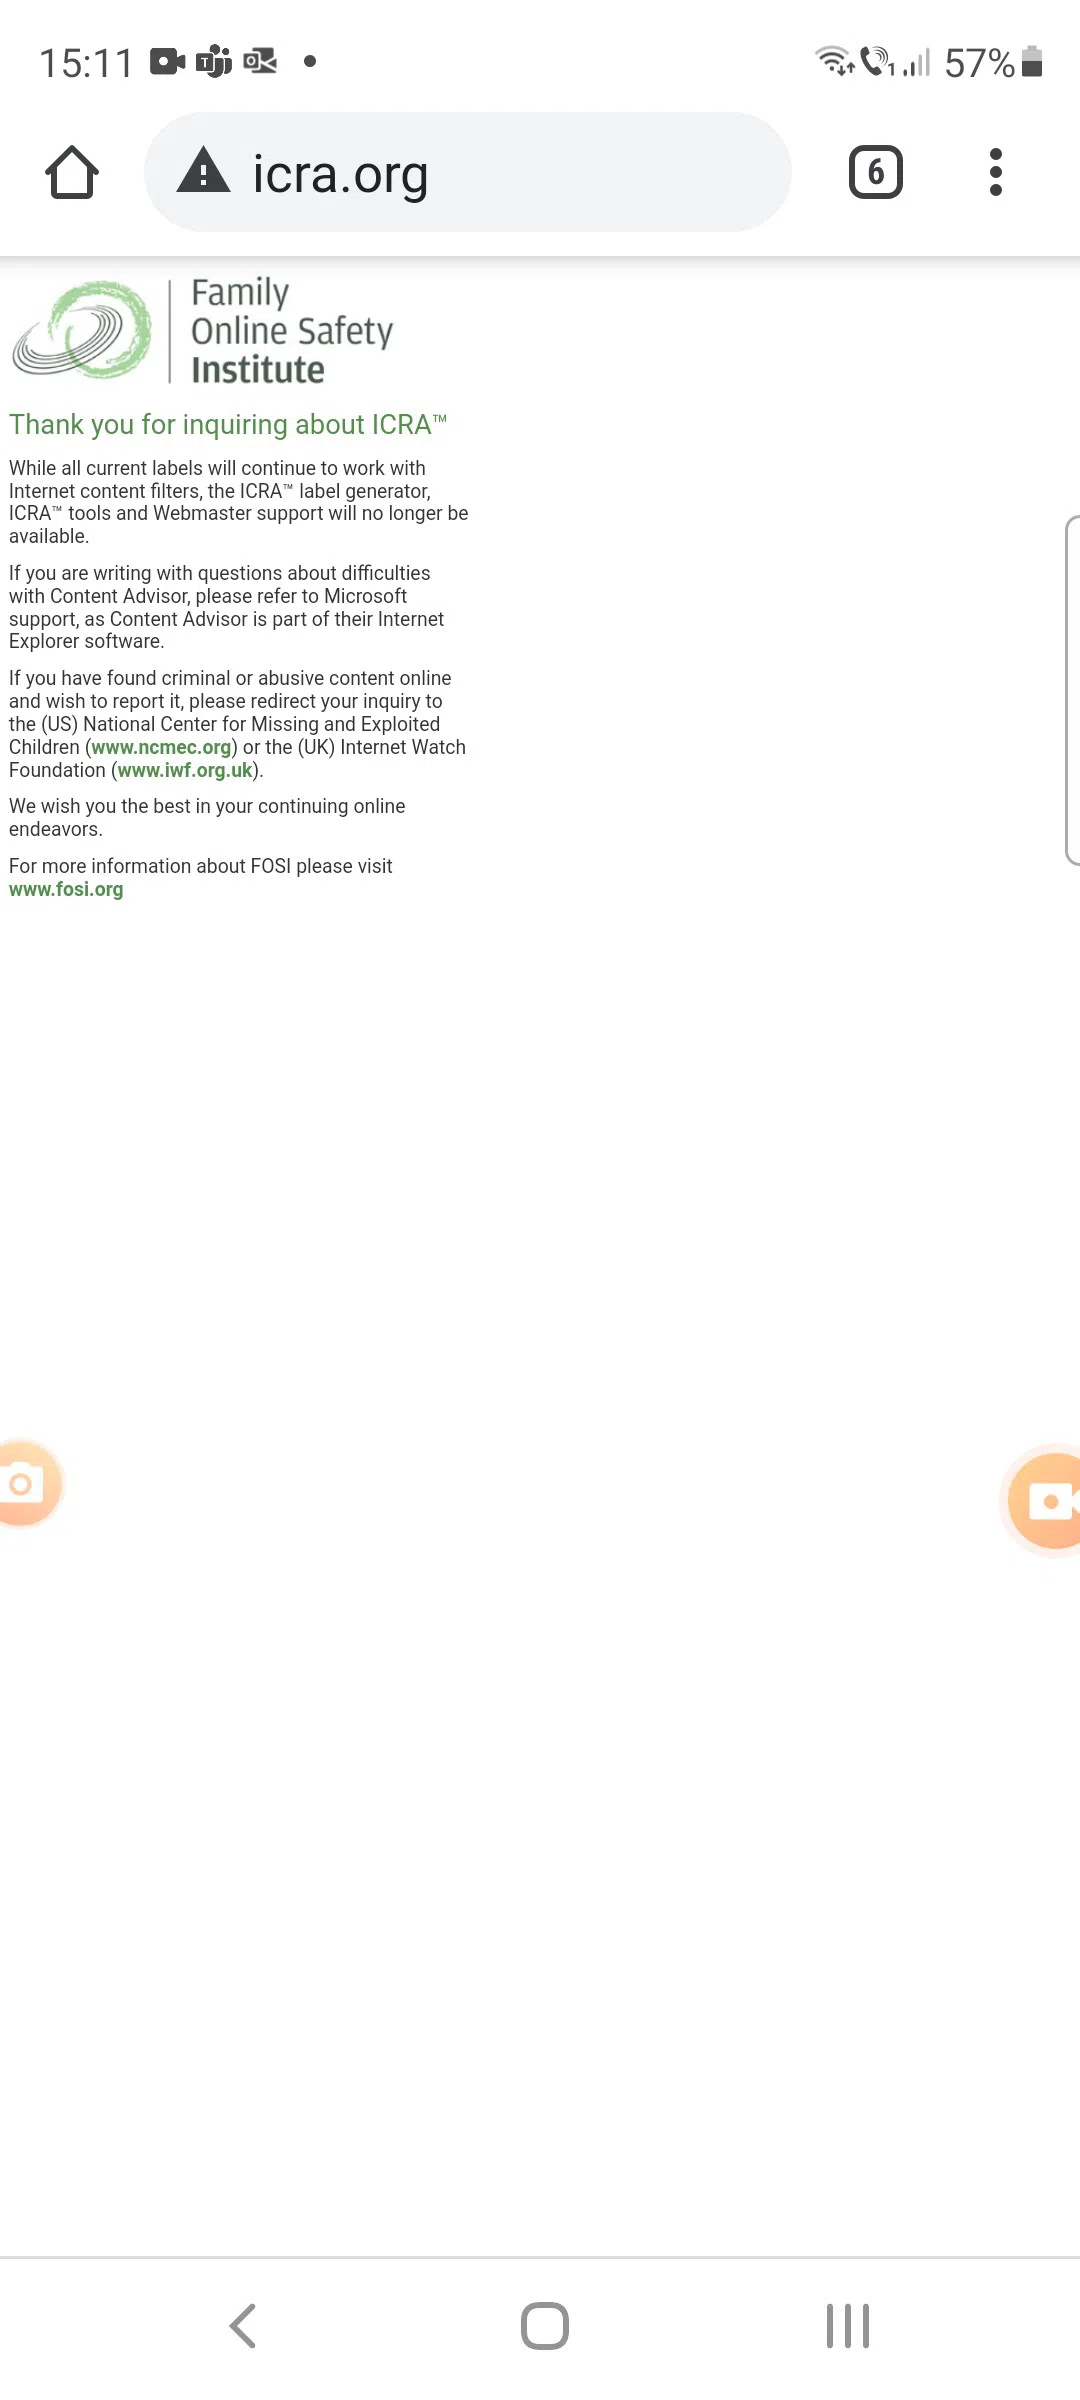 15:11
57%
icra.org
6
Family
Online Safety
Institute
Thank you for inquiring about ICRA™
While all current labels will continue to work with
Internet content filters, the ICRA™ label generator,
ICRA™ tools and Webmaster support will no longer be
available.
If you are writing with questions about difficulties
with Content Advisor, please refer to Microsoft
support, as Content Advisor is part of their Internet
Explorer software.
If you have found criminal or abusive content online
and wish to report it, please redirect your inquiry to
the (US) National Center for Missing and Exploited
Children (www.ncmec.org) or the (UK) Internet Watch
Foundation (www.iwf.org.uk).
We wish you the best in your continuing online
endeavors.
For more information about FOSI please visit
www.fosi.org